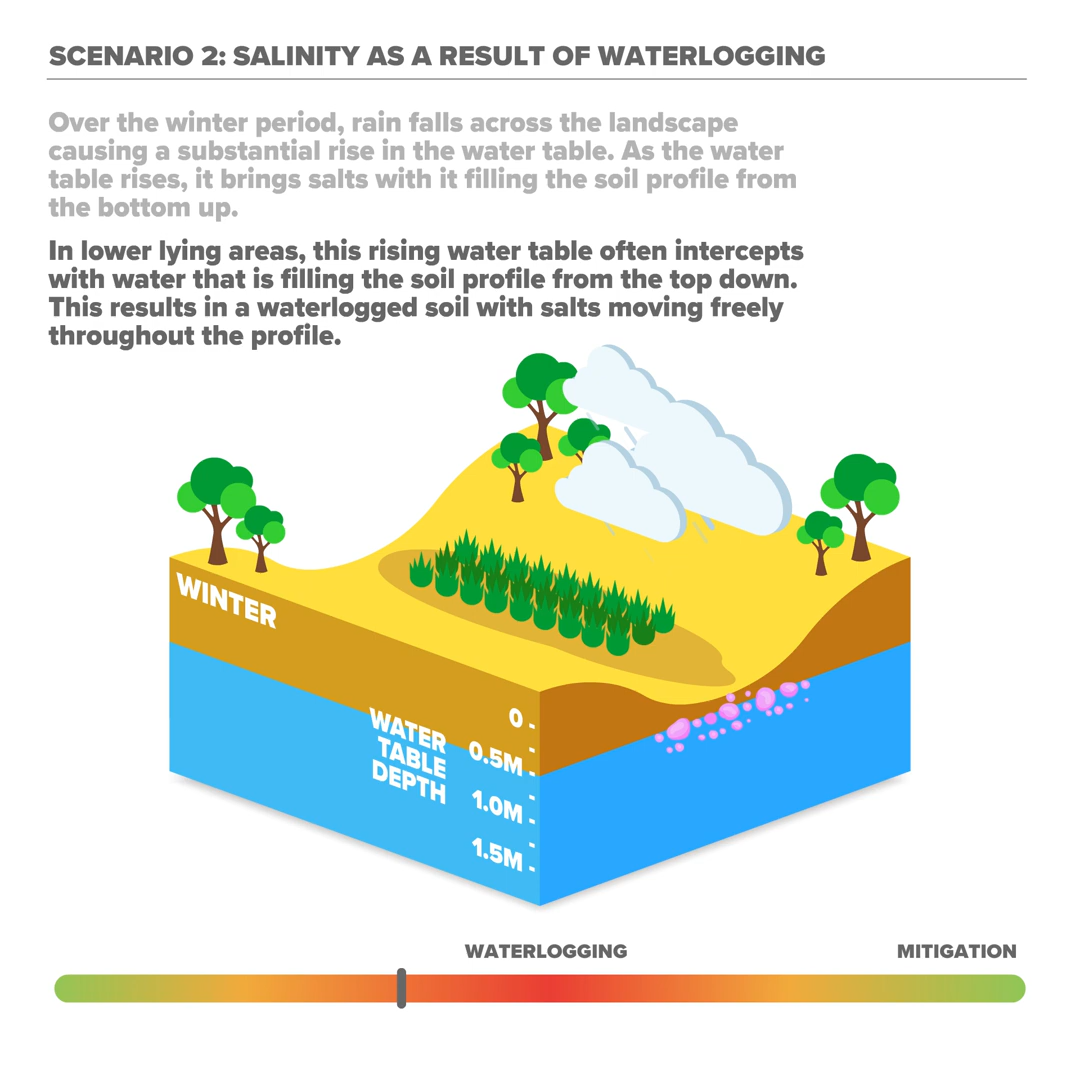 SCENARIO 2: SALINITY AS A RESULT OF WATERLOGGING
Over the winter period, rain falls across the landscape
causing a substantial rise in the water table. As the water
table rises, it brings salts with it filling the soil profile from
the bottom up.
In lower lying areas, this rising water table often intercepts
with water that is filling the soil profile from the top down.
This results in a waterlogged soil with salts moving freely
throughout the profile.
WINTER
WATER
TABLE
DEPTH
0 -
0.5M -
1.0M -
1.5M -
WATERLOGGING
MITIGATION